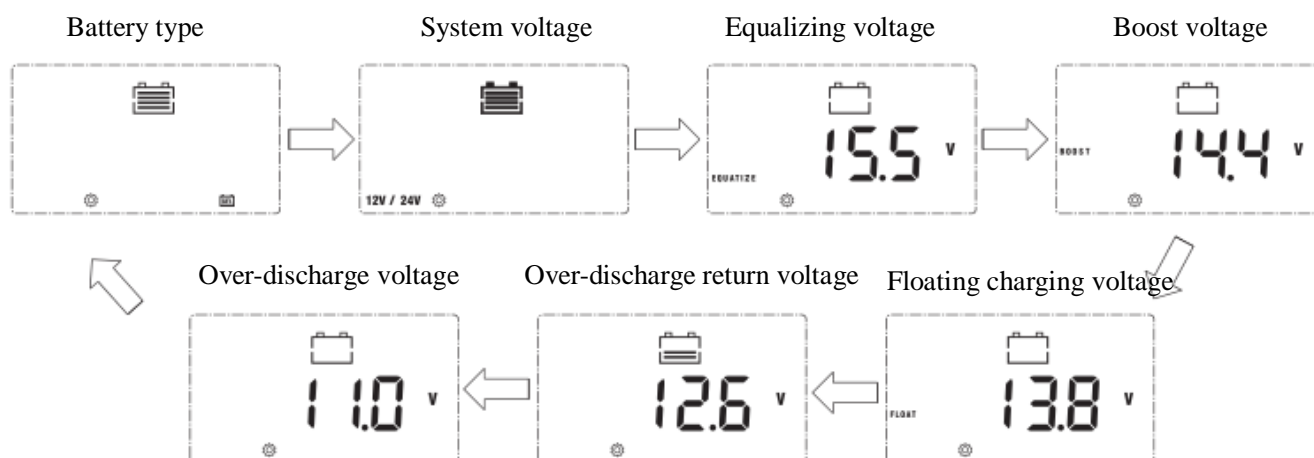 Battery type
System voltage
Equalizing voltage
Boost voltage
12V / 24V
EQUATIZE
15.5 V
BOOST
14.4 V
Over-discharge voltage
Over-discharge return voltage
Floating charging voltage
11.0 V
12.6 V
FLOAT
13.8 V